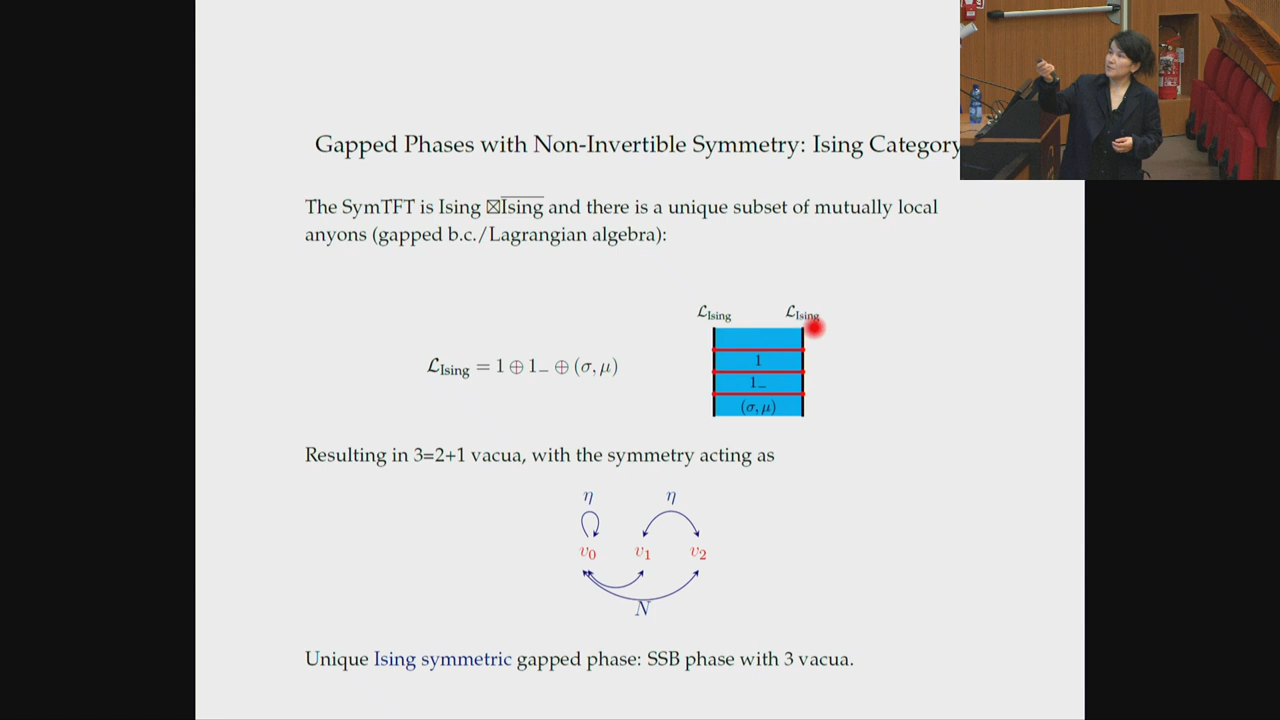 Gapped Phases with Non-Invertible Symmetry: Ising Category
The SymTFT is Ising ⊠ \overline{Ising} and there is a unique subset of mutually local
anyons (gapped b.c./Lagrangian algebra):
ℒ_Ising ℒ_Ising
ℒ_Ising = 1 ⊕ 1_− ⊕ (σ, μ)
1
1_−
(σ, μ)
Resulting in 3=2+1 vacua, with the symmetry acting as
η η
v_0 v_1 v_2
N
Unique Ising symmetric gapped phase: SSB phase with 3 vacua.